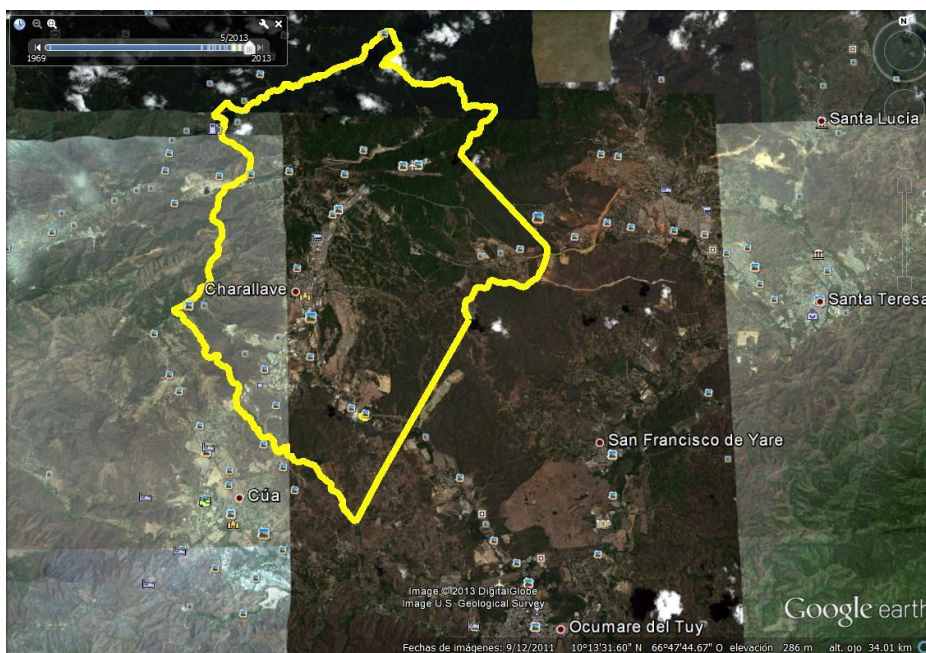 5/2013
1969
2013
N
Santa Lucía
Charallave
Santa Teresa
San Francisco de Yare
Cúa
Image © 2013 DigitalGlobe
Image U.S. Geological Survey
Google earth
Ocumare del Tuy
Fechas de imágenes: 9/12/2011 10°13'31.60" N 66°47'44.67" O elevación 286 m alt. ojo 34.01 km